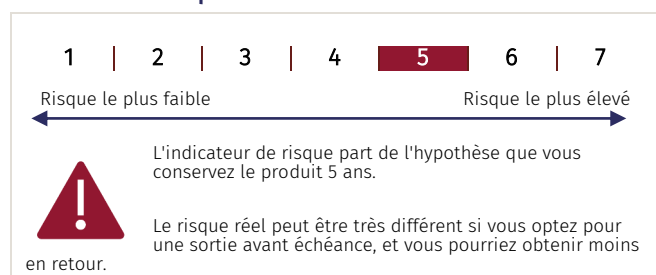 1 | 2 | 3 | 4 | 5 | 6 | 7
Risque le plus faible Risque le plus élevé
L'indicateur de risque part de l'hypothèse que vous
conservez le produit 5 ans.
Le risque réel peut être très différent si vous optez pour
une sortie avant échéance, et vous pourriez obtenir moins
en retour.